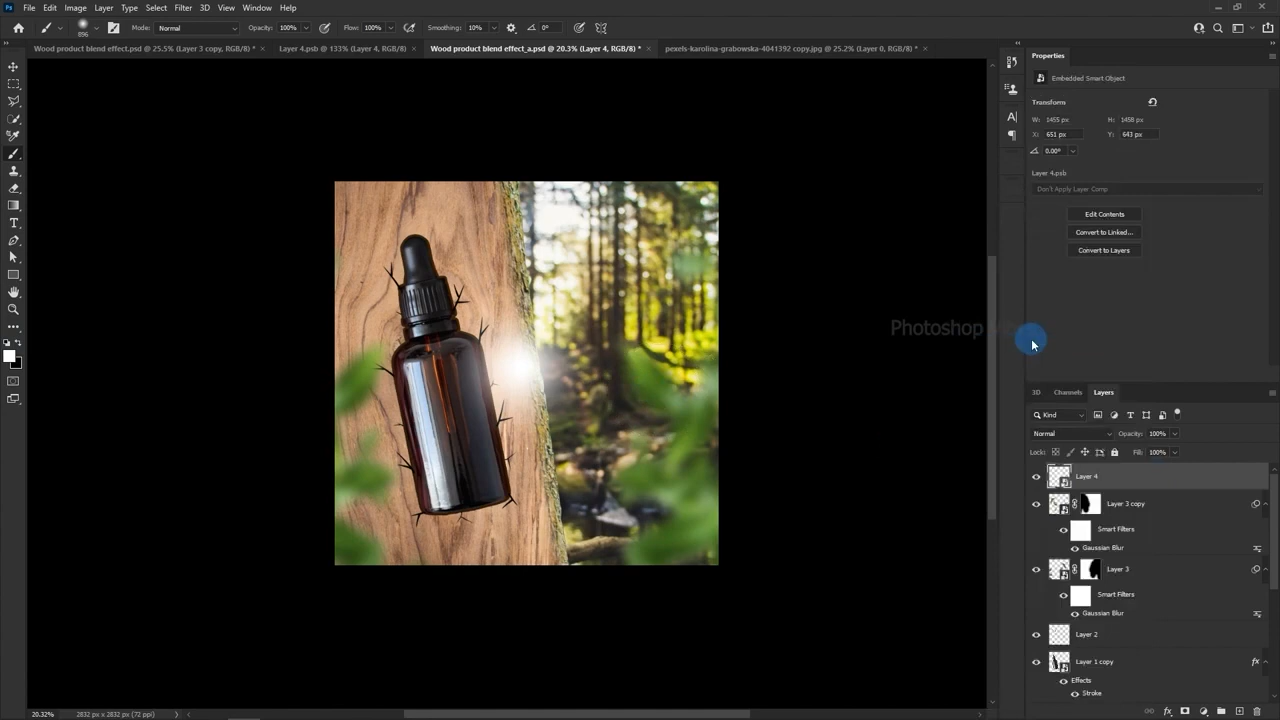 Ps File Edit Image Layer Type Select Filter 3D View Window Help
896 Mode: Normal Opacity: 100% Flow: 100% Smoothing: 10% 0°
Wood product blend effect.psd @ 25.5% (Layer 3 copy, RGB/8) * × Layer 4.psb @ 133% (Layer 4, RGB/8) × Wood product blend effect_a.psd @ 20.3% (Layer 4, RGB/8) * × pexels-karolina-grabowska-4041392 copy.jpg @ 25.2% (Layer 0, RGB/8) * ×
Properties
Embedded Smart Object
Transform
W: 1455 px H: 1458 px
X: 651 px Y: 643 px
0.00°
Layer 4.psb
Don't Apply Layer Comp
Edit Contents
Convert to Linked...
Convert to Layers
Photoshop
3D Channels Layers
Kind
Normal Opacity: 100%
Lock: Fill: 100%
Layer 4
Layer 3 copy
Smart Filters
Gaussian Blur
Layer 3
Smart Filters
Gaussian Blur
Layer 2
Layer 1 copy fx
Effects
Stroke
20.32% 2832 px x 2832 px (72 ppi)